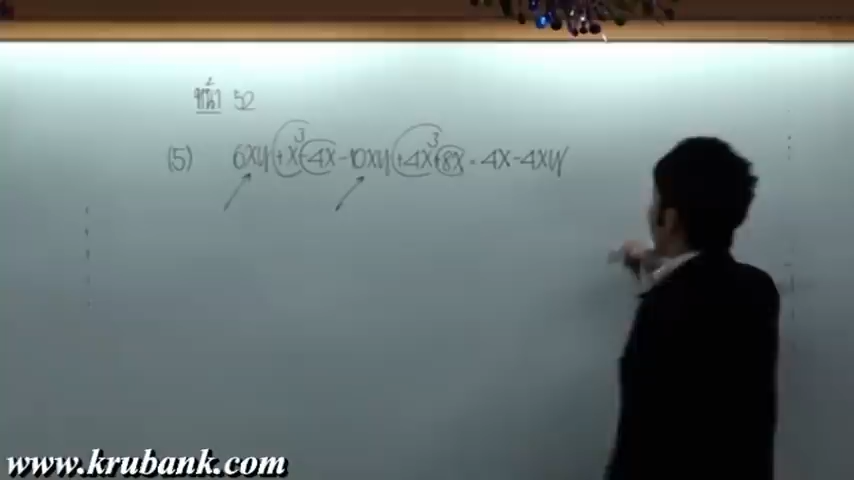 หน้า 52
(5) 6xy + x³ - 4x - 10xy + 4x³ + 8x = 4x - 4xy
www.krubank.com